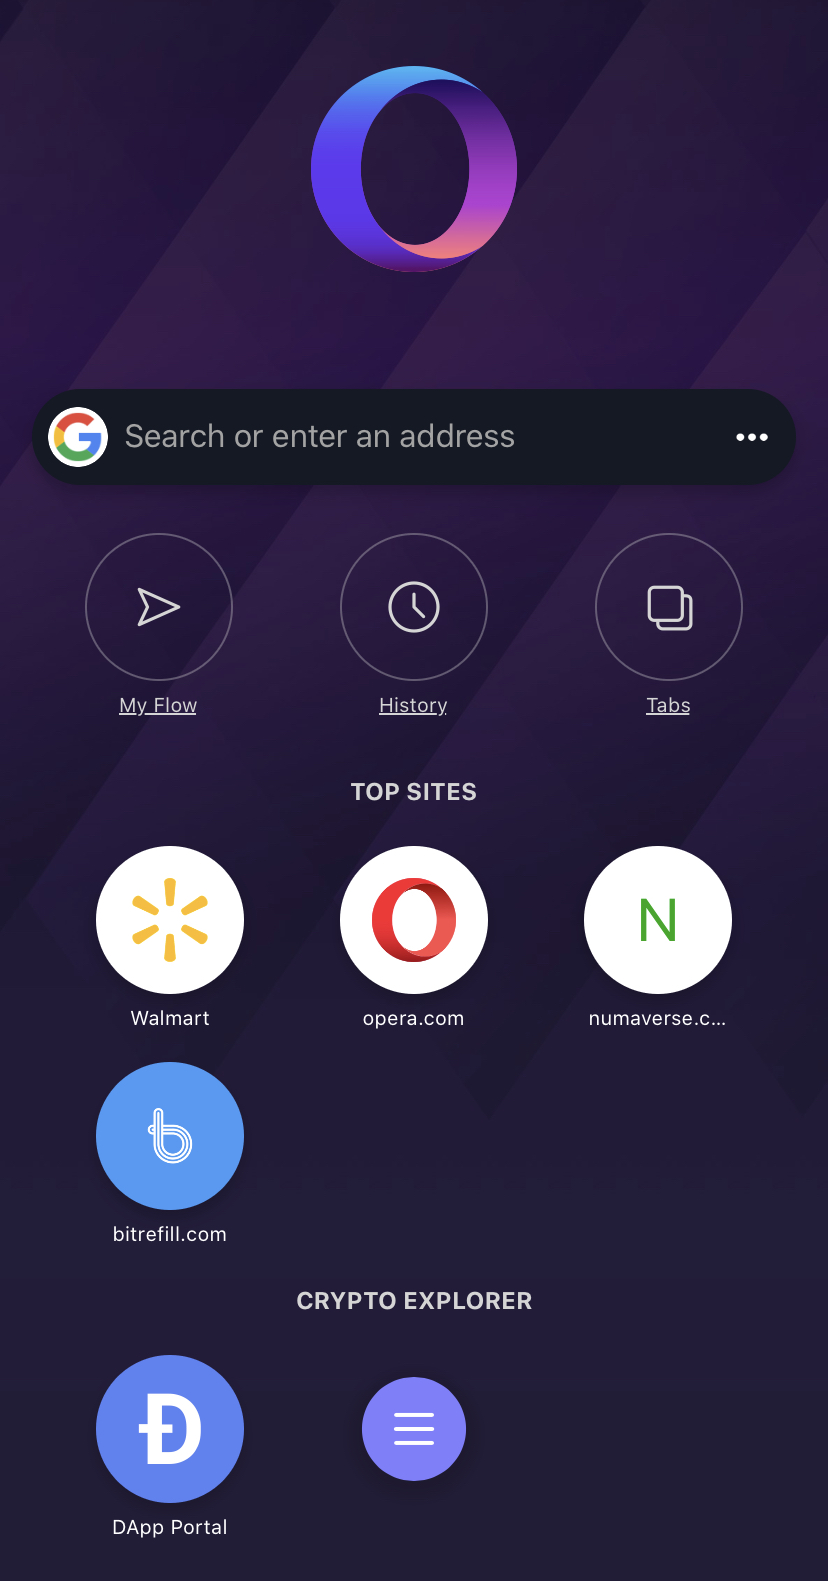 Search or enter an address
My Flow
History
Tabs
TOP SITES
Walmart
opera.com
numaverse.c...
bitrefill.com
CRYPTO EXPLORER
DApp Portal